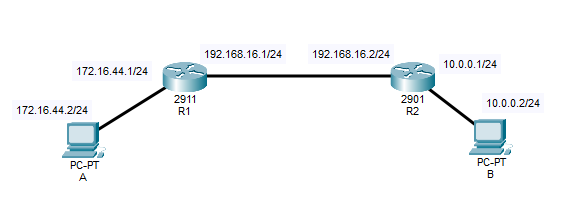 192.168.16.1/24
192.168.16.2/24
172.16.44.1/24
10.0.0.1/24
2911
R1
2901
R2
172.16.44.2/24
10.0.0.2/24
PC-PT
A
PC-PT
B